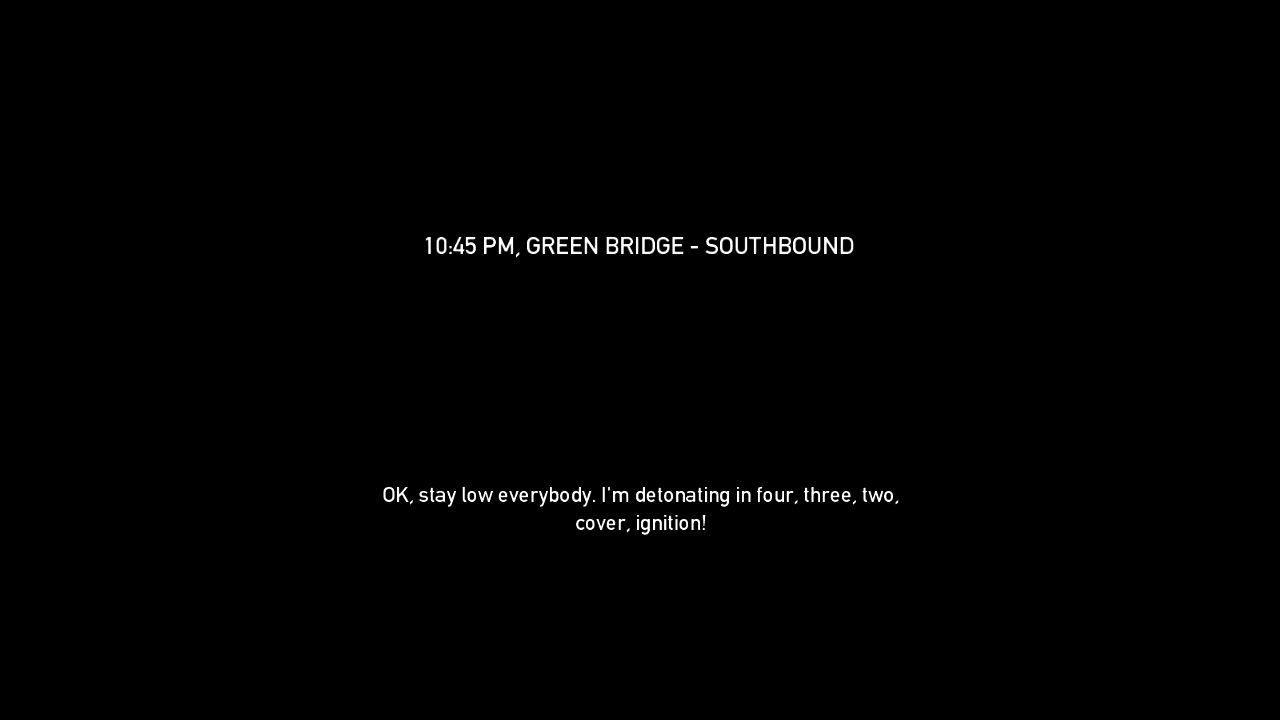 10:45 PM, GREEN BRIDGE - SOUTHBOUND
OK, stay low everybody. I'm detonating in four, three, two,
cover, ignition!